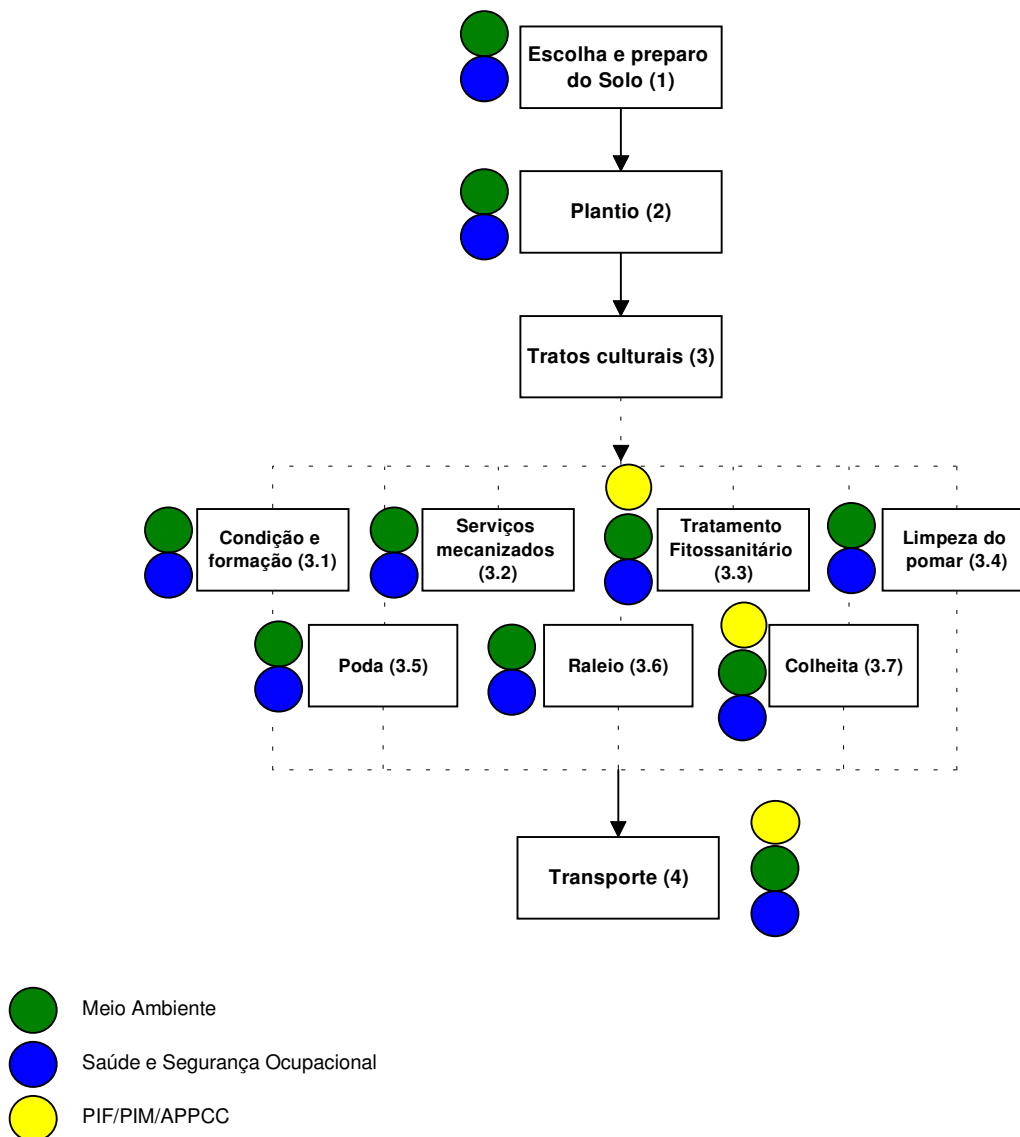 Escolha e preparo
do Solo (1)
Plantio (2)
Tratos culturais (3)
Condição e
formação (3.1)
Serviços
mecanizados
(3.2)
Tratamento
Fitossanitário
(3.3)
Limpeza do
pomar (3.4)
Poda (3.5)
Raleio (3.6)
Colheita (3.7)
Transporte (4)
Meio Ambiente
Saúde e Segurança Ocupacional
PIF/PIM/APPCC